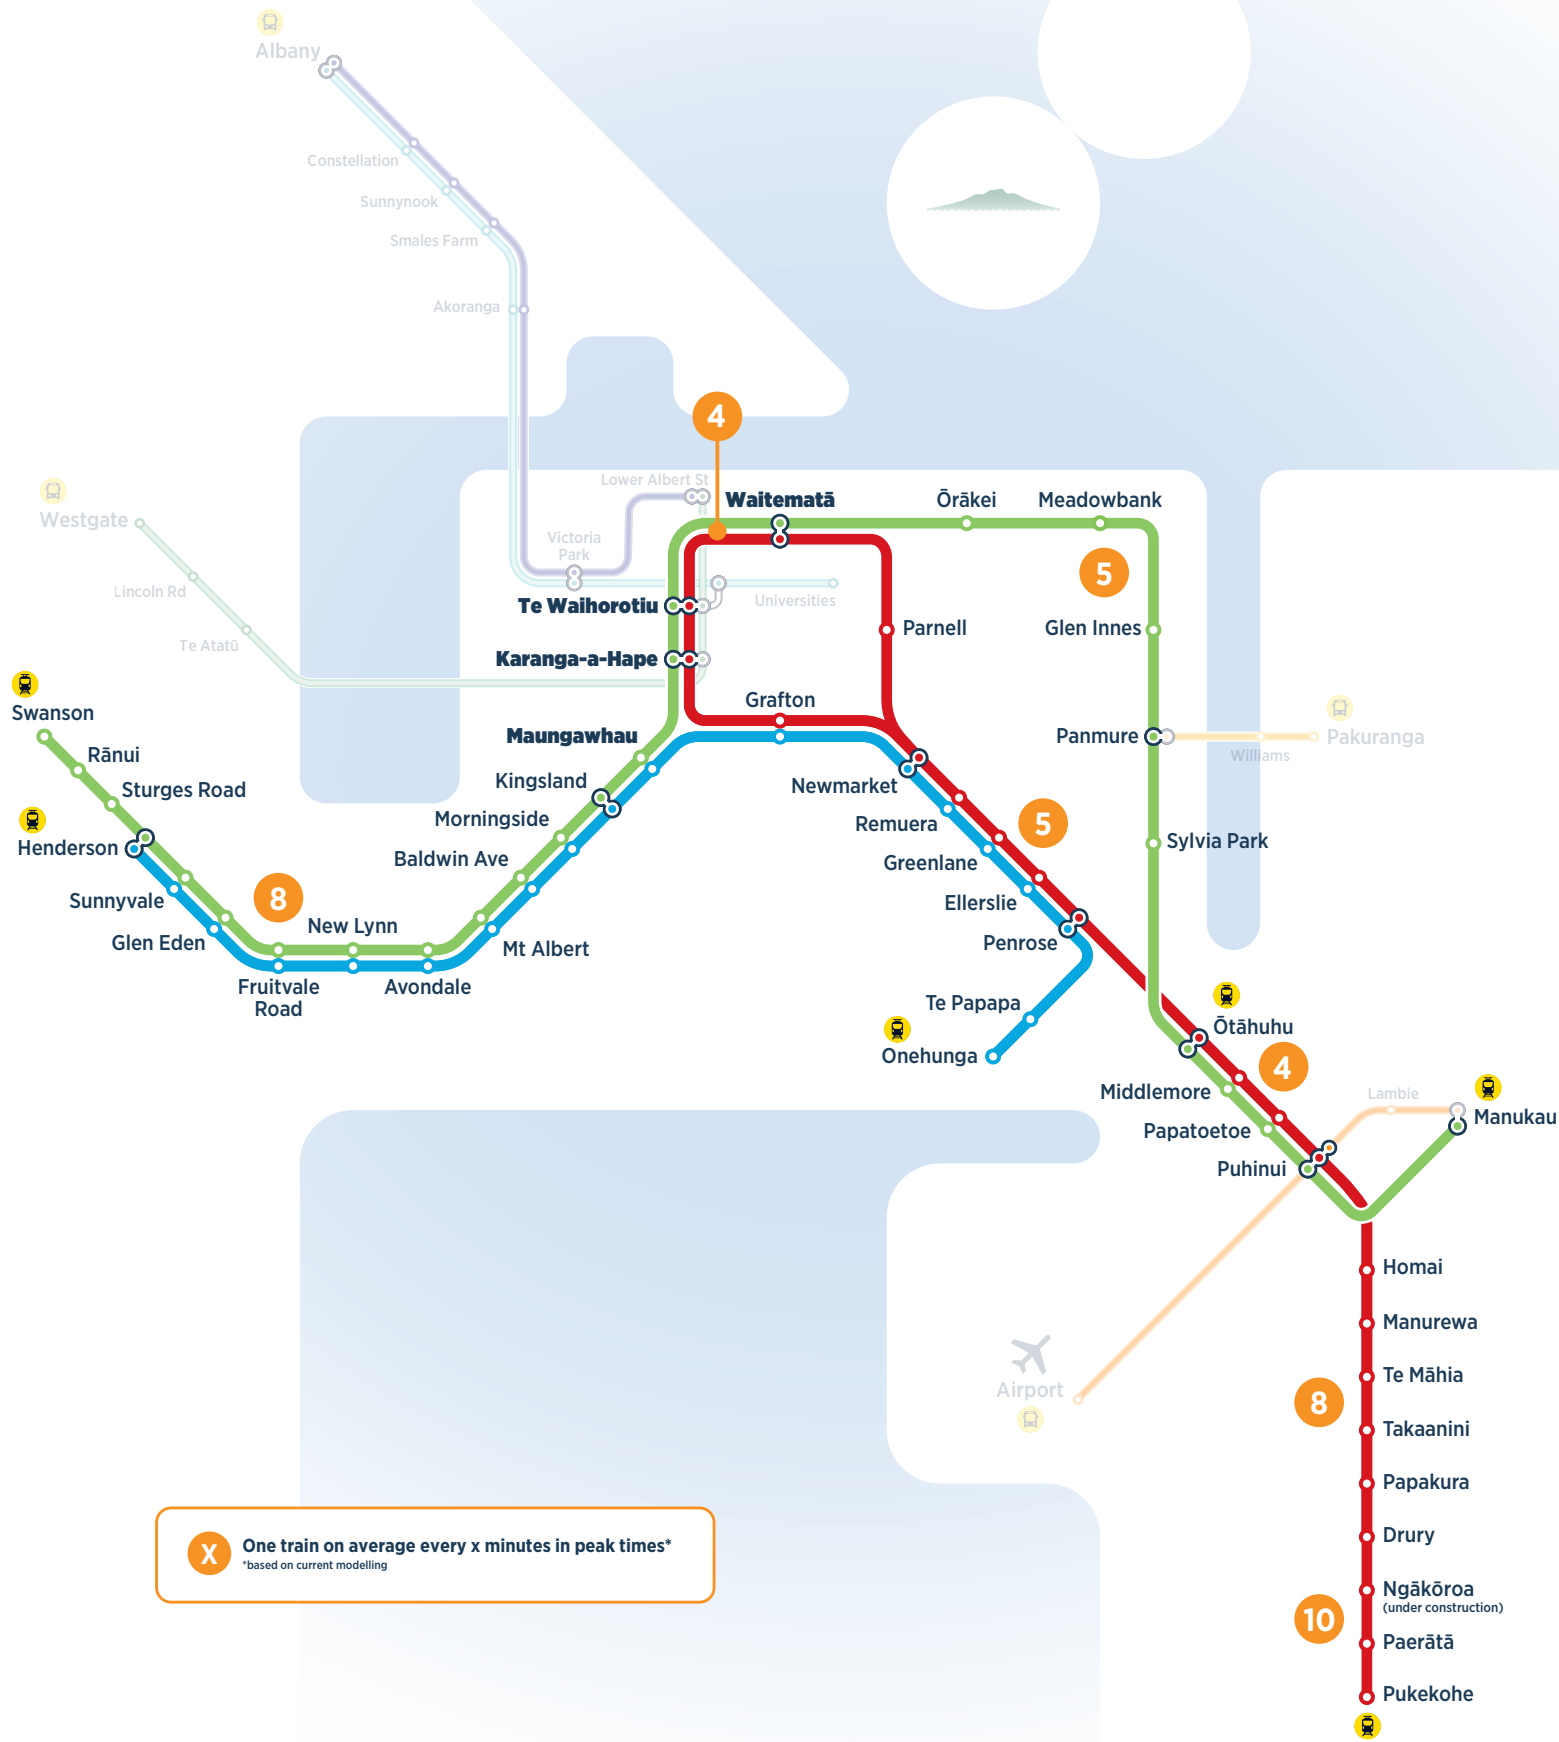 Albany
Constellation
Sunnynook
Smales Farm
Akoranga
4
Lower Albert St
Westgate
Waitematā
Ōrākei
Meadowbank
Victoria
Park
5
Lincoln Rd
Universities
Te Waihorotiu
Parnell
Glen Innes
Te Atatū
Karanga-a-Hape
Swanson
Grafton
Maungawhau
Panmure
Pakuranga
Williams
Rānui
Kingsland
Newmarket
Sturges Road
Morningside
Remuera
5
Henderson
Baldwin Ave
Greenlane
Sylvia Park
Sunnyvale
8
Ellerslie
New Lynn
Glen Eden
Mt Albert
Penrose
Fruitvale
Road
Avondale
Te Papapa
Ōtāhuhu
Onehunga
4
Middlemore
Lambie
Manukau
Papatoetoe
Puhinui
Homai
Manurewa
Te Māhia
Airport
8
Takaanini
Papakura
Drury
X
One train on average every x minutes in peak times*
*based on current modelling
Ngākōroa
(under construction)
10
Paerātā
Pukekohe